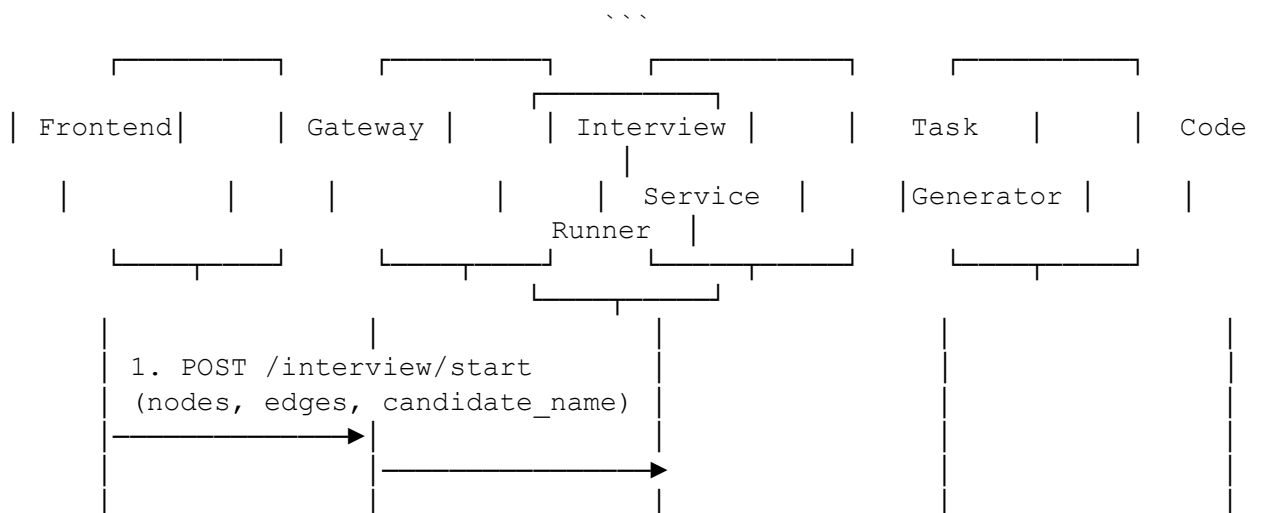 ```
Frontend Gateway Interview Task Code
Service Generator
Runner
1. POST /interview/start
(nodes, edges, candidate_name)